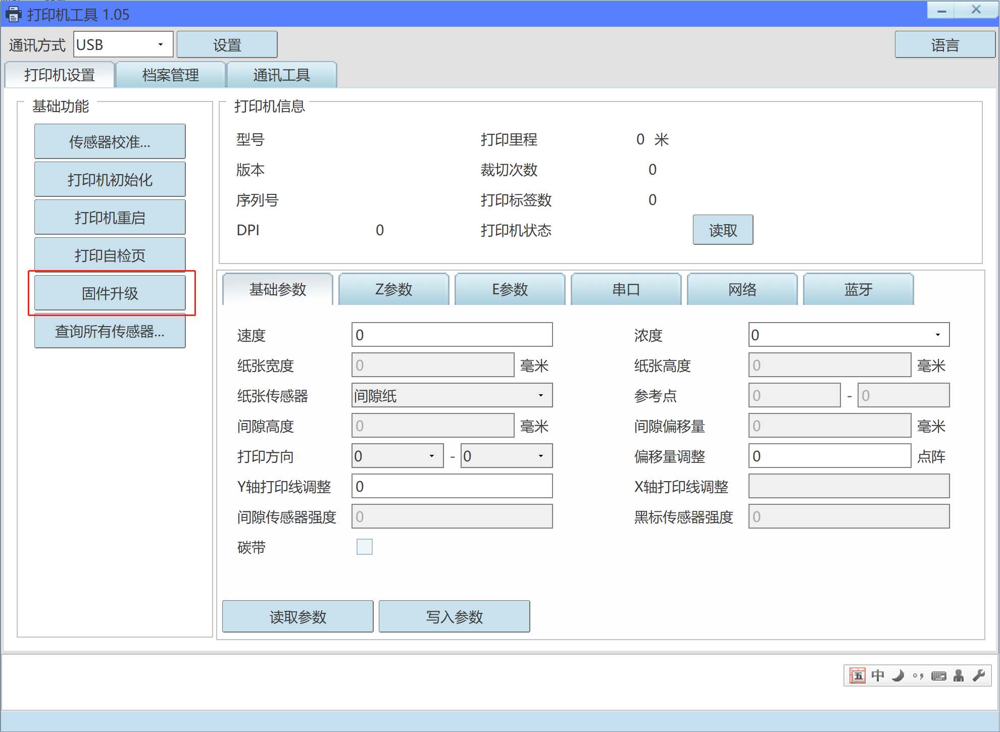 打印机工具 1.05
通讯方式 USB 设置 语言
打印机设置 档案管理 通讯工具
基础功能
传感器校准...
打印机初始化
打印机重启
打印自检页
固件升级
查询所有传感器...
打印机信息
型号 打印里程 0 米
版本 裁切次数 0
序列号 打印标签数 0
DPI 0 打印机状态 读取
基础参数 Z参数 E参数 串口 网络 蓝牙
速度 0 浓度 0
纸张宽度 0 毫米 纸张高度 0 毫米
纸张传感器 间隙纸 参考点 0 - 0
间隙高度 0 毫米 间隙偏移量 0 毫米
打印方向 0 - 0 偏移量调整 0 点阵
Y轴打印线调整 0 X轴打印线调整
间隙传感器强度 0 黑标传感器强度 0
碳带
读取参数 写入参数
五 中